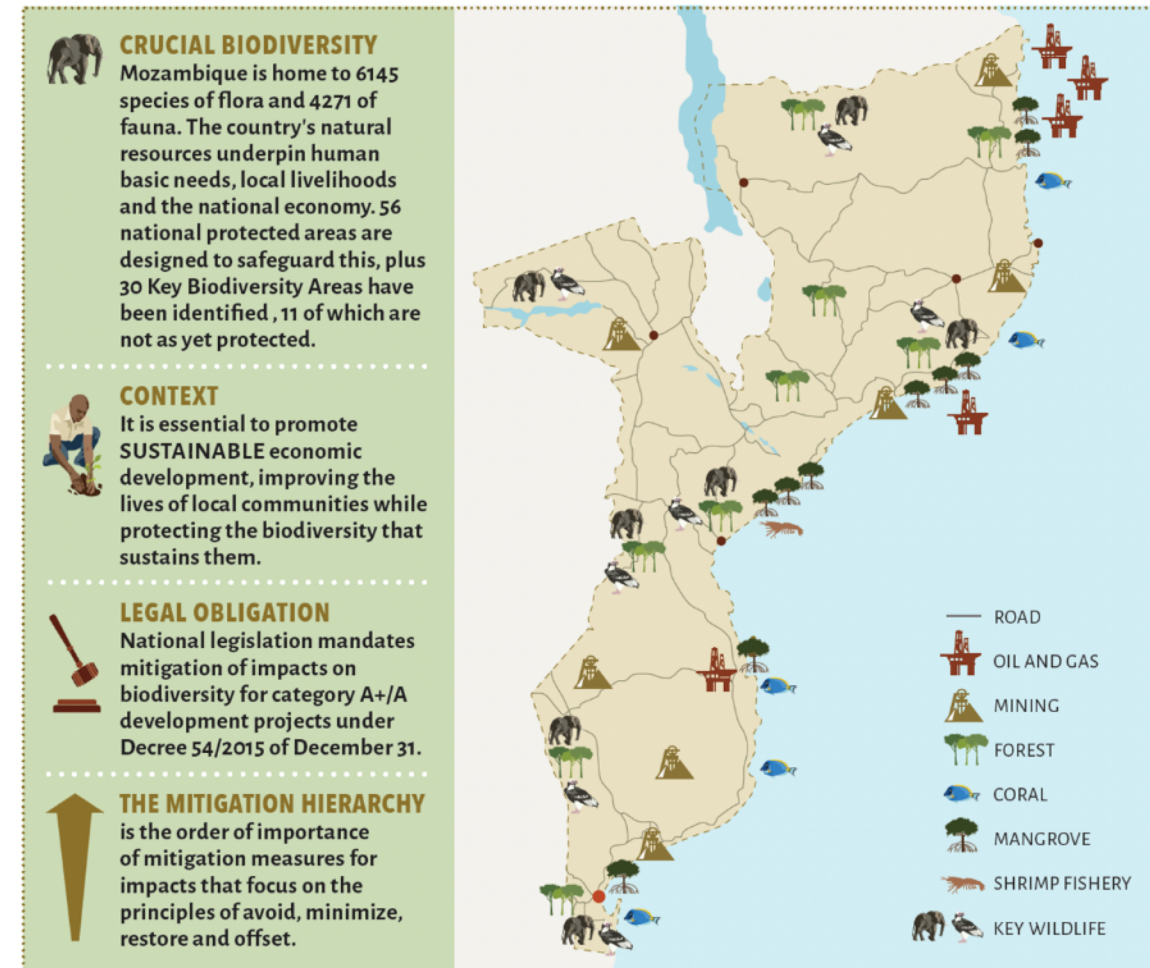 CRUCIAL BIODIVERSITY
Mozambique is home to 6145
species of flora and 4271 of
fauna. The country's natural
resources underpin human
basic needs, local livelihoods
and the national economy. 56
national protected areas are
designed to safeguard this, plus
30 Key Biodiversity Areas have
been identified , 11 of which are
not as yet protected.
CONTEXT
It is essential to promote
SUSTAINABLE economic
development, improving the
lives of local communities while
protecting the biodiversity that
sustains them.
LEGAL OBLIGATION
National legislation mandates
mitigation of impacts on
biodiversity for category A+/A
development projects under
Decree 54/2015 of December 31.
THE MITIGATION HIERARCHY
is the order of importance
of mitigation measures for
impacts that focus on the
principles of avoid, minimize,
restore and offset.
ROAD
OIL AND GAS
MINING
FOREST
CORAL
MANGROVE
SHRIMP FISHERY
KEY WILDLIFE